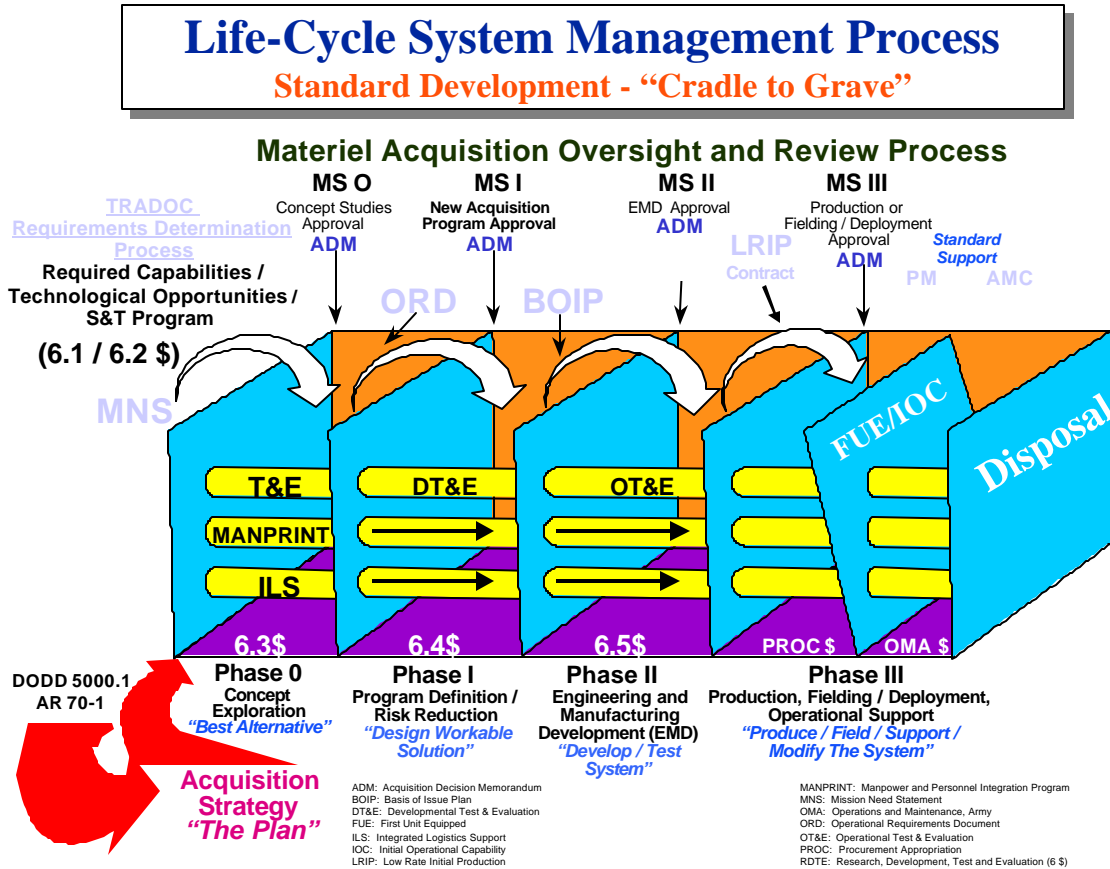 Life-Cycle System Management Process
Standard Development - “Cradle to Grave”
Materiel Acquisition Oversight and Review Process
MS O
Concept Studies
Approval
ADM
MS I
New Acquisition
Program Approval
ADM
MS II
EMD Approval
ADM
MS III
Production or
Fielding / Deployment
Approval
ADM
TRADOC
Requirements Determination
Process
Required Capabilities /
Technological Opportunities /
S&T Program
(6.1 / 6.2 $)
MNS
ORD
BOIP
LRIP
Contract
Standard
Support
PM
AMC
FUE/IOC
Disposal
T&E
DT&E
OT&E
MANPRINT
ILS
6.3$
6.4$
6.5$
PROC $
OMA $
DODD 5000.1
AR 70-1
Phase 0
Concept
Exploration
“Best Alternative”
Phase I
Program Definition /
Risk Reduction
“Design Workable
Solution”
Phase II
Engineering and
Manufacturing
Development (EMD)
“Develop / Test
System”
Phase III
Production, Fielding / Deployment,
Operational Support
“Produce / Field / Support /
Modify The System”
Acquisition
Strategy
“The Plan”
ADM: Acquisition Decision Memorandum
BOIP: Basis of Issue Plan
DT&E: Developmental Test & Evaluation
FUE: First Unit Equipped
ILS: Integrated Logistics Support
IOC: Initial Operational Capability
LRIP: Low Rate Initial Production
MANPRINT: Manpower and Personnel Integration Program
MNS: Mission Need Statement
OMA: Operations and Maintenance, Army
ORD: Operational Requirements Document
OT&E: Operational Test & Evaluation
PROC: Procurement Appropriation
RDTE: Research, Development, Test and Evaluation (6 $)